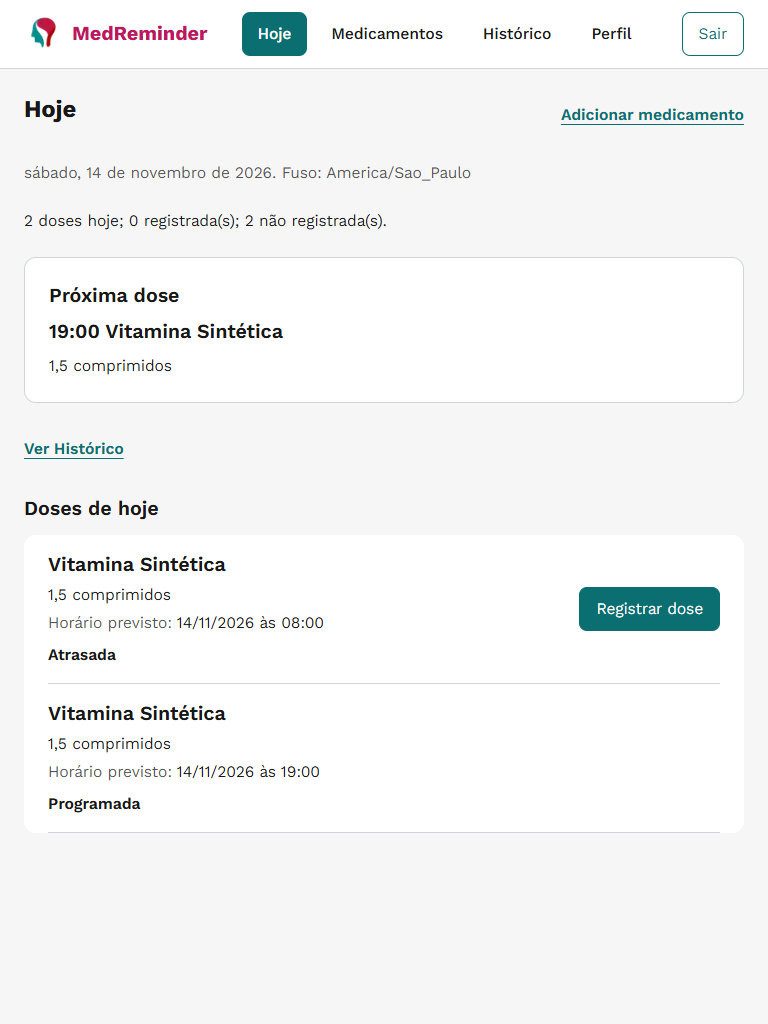 MedReminder
Hoje
Medicamentos
Histórico
Perfil
Sair
Hoje
Adicionar medicamento
sábado, 14 de novembro de 2026. Fuso: America/Sao_Paulo
2 doses hoje; 0 registrada(s); 2 não registrada(s).
Próxima dose
19:00 Vitamina Sintética
1,5 comprimidos
Ver Histórico
Doses de hoje
Vitamina Sintética
1,5 comprimidos
Horário previsto: 14/11/2026 às 08:00
Atrasada
Registrar dose
Vitamina Sintética
1,5 comprimidos
Horário previsto: 14/11/2026 às 19:00
Programada